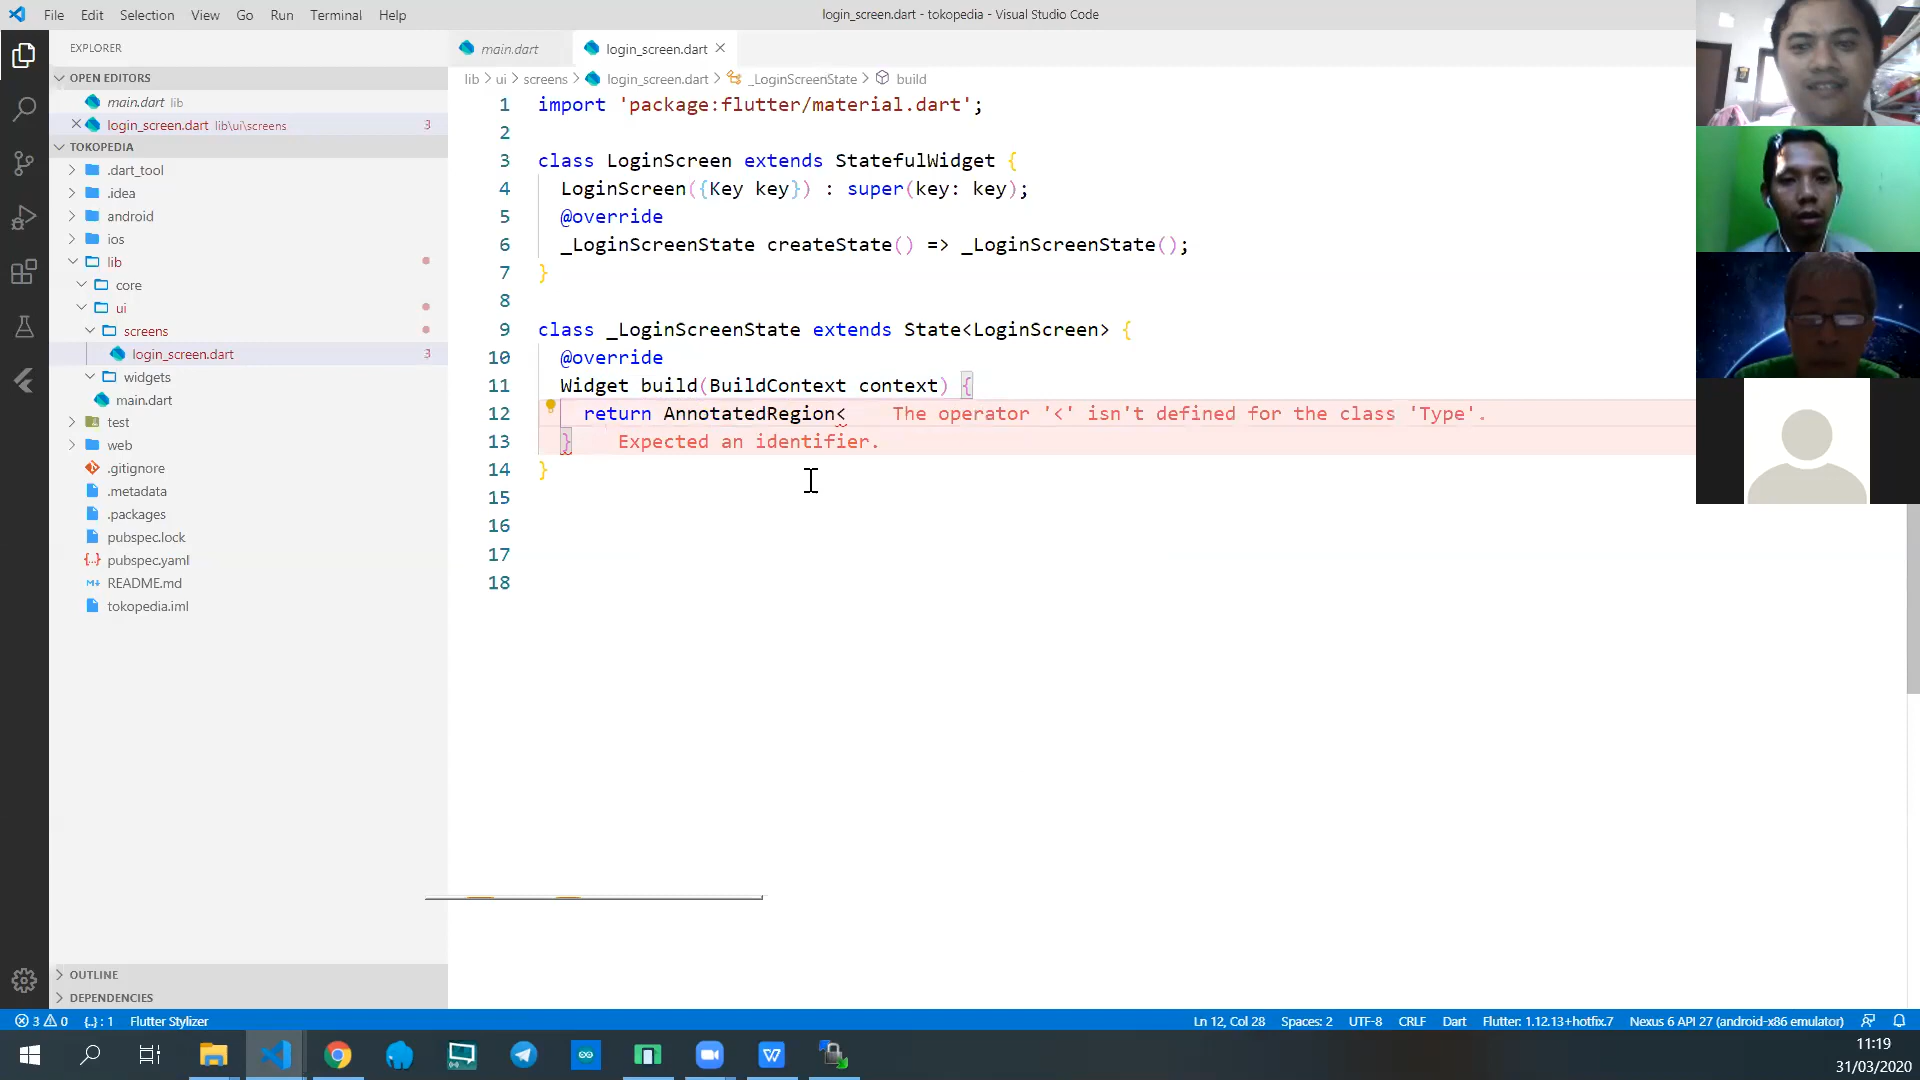 File Edit Selection View Go Run Terminal Help
login_screen.dart - tokopedia - Visual Studio Code
EXPLORER
OPEN EDITORS
main.dart lib
login_screen.dart lib\ui\screens 3
TOKOPEDIA
.dart_tool
.idea
android
ios
lib
core
ui
screens
login_screen.dart 3
widgets
main.dart
test
web
.gitignore
.metadata
.packages
pubspec.lock
pubspec.yaml
README.md
tokopedia.iml
OUTLINE
DEPENDENCIES
main.dart login_screen.dart
lib > ui > screens > login_screen.dart > _LoginScreenState > build
1 import 'package:flutter/material.dart';
2
3 class LoginScreen extends StatefulWidget {
4 LoginScreen({Key key}) : super(key: key);
5 @override
6 _LoginScreenState createState() => _LoginScreenState();
7 }
8
9 class _LoginScreenState extends State<LoginScreen> {
10 @override
11 Widget build(BuildContext context) {
12 return AnnotatedRegion< The operator '<' isn't defined for the class 'Type'.
13 } Expected an identifier.
14 }
15
16
17
18
3 0 {..} : 1 Flutter Stylizer
Ln 12, Col 28 Spaces: 2 UTF-8 CRLF Dart Flutter: 1.12.13+hotfix.7 Nexus 6 API 27 (android-x86 emulator)
11:19
31/03/2020